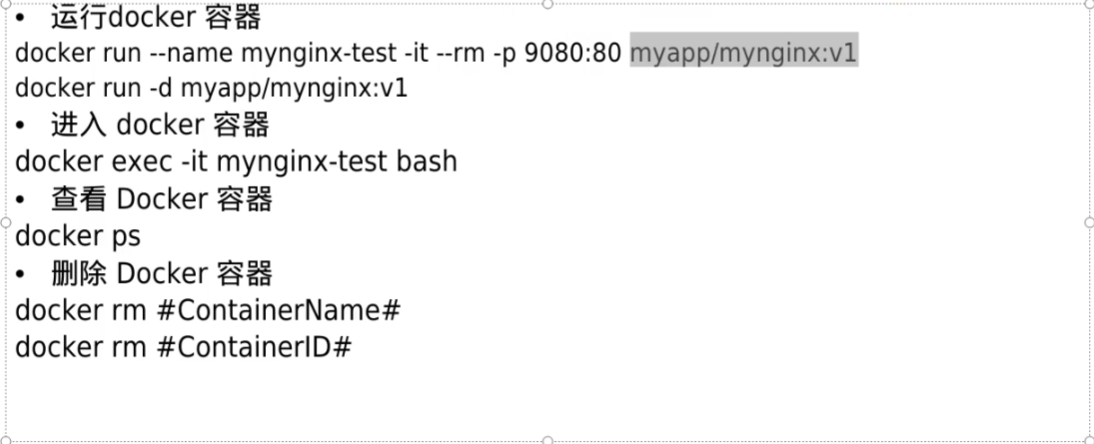 • 运行docker 容器
docker run --name mynginx-test -it --rm -p 9080:80 myapp/mynginx:v1
docker run -d myapp/mynginx:v1
• 进入 docker 容器
docker exec -it mynginx-test bash
• 查看 Docker 容器
docker ps
• 删除 Docker 容器
docker rm #ContainerName#
docker rm #ContainerID#